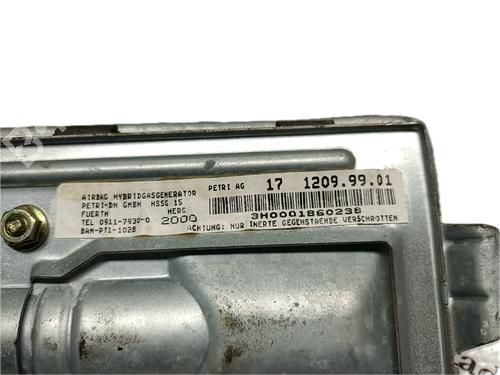 AIRBAG HYBRIDGASGENERATOR
PETRI-DN GMBH HSSG 15
FUERTH MERC
TEL 0911-7930-0 2000
BAM-PT1-1028
PETRI AG 17 1209.99.01
3H0001860238
ACHTUNG: NUR INERTE GEGENSTAENDE VERSCHROTTEN